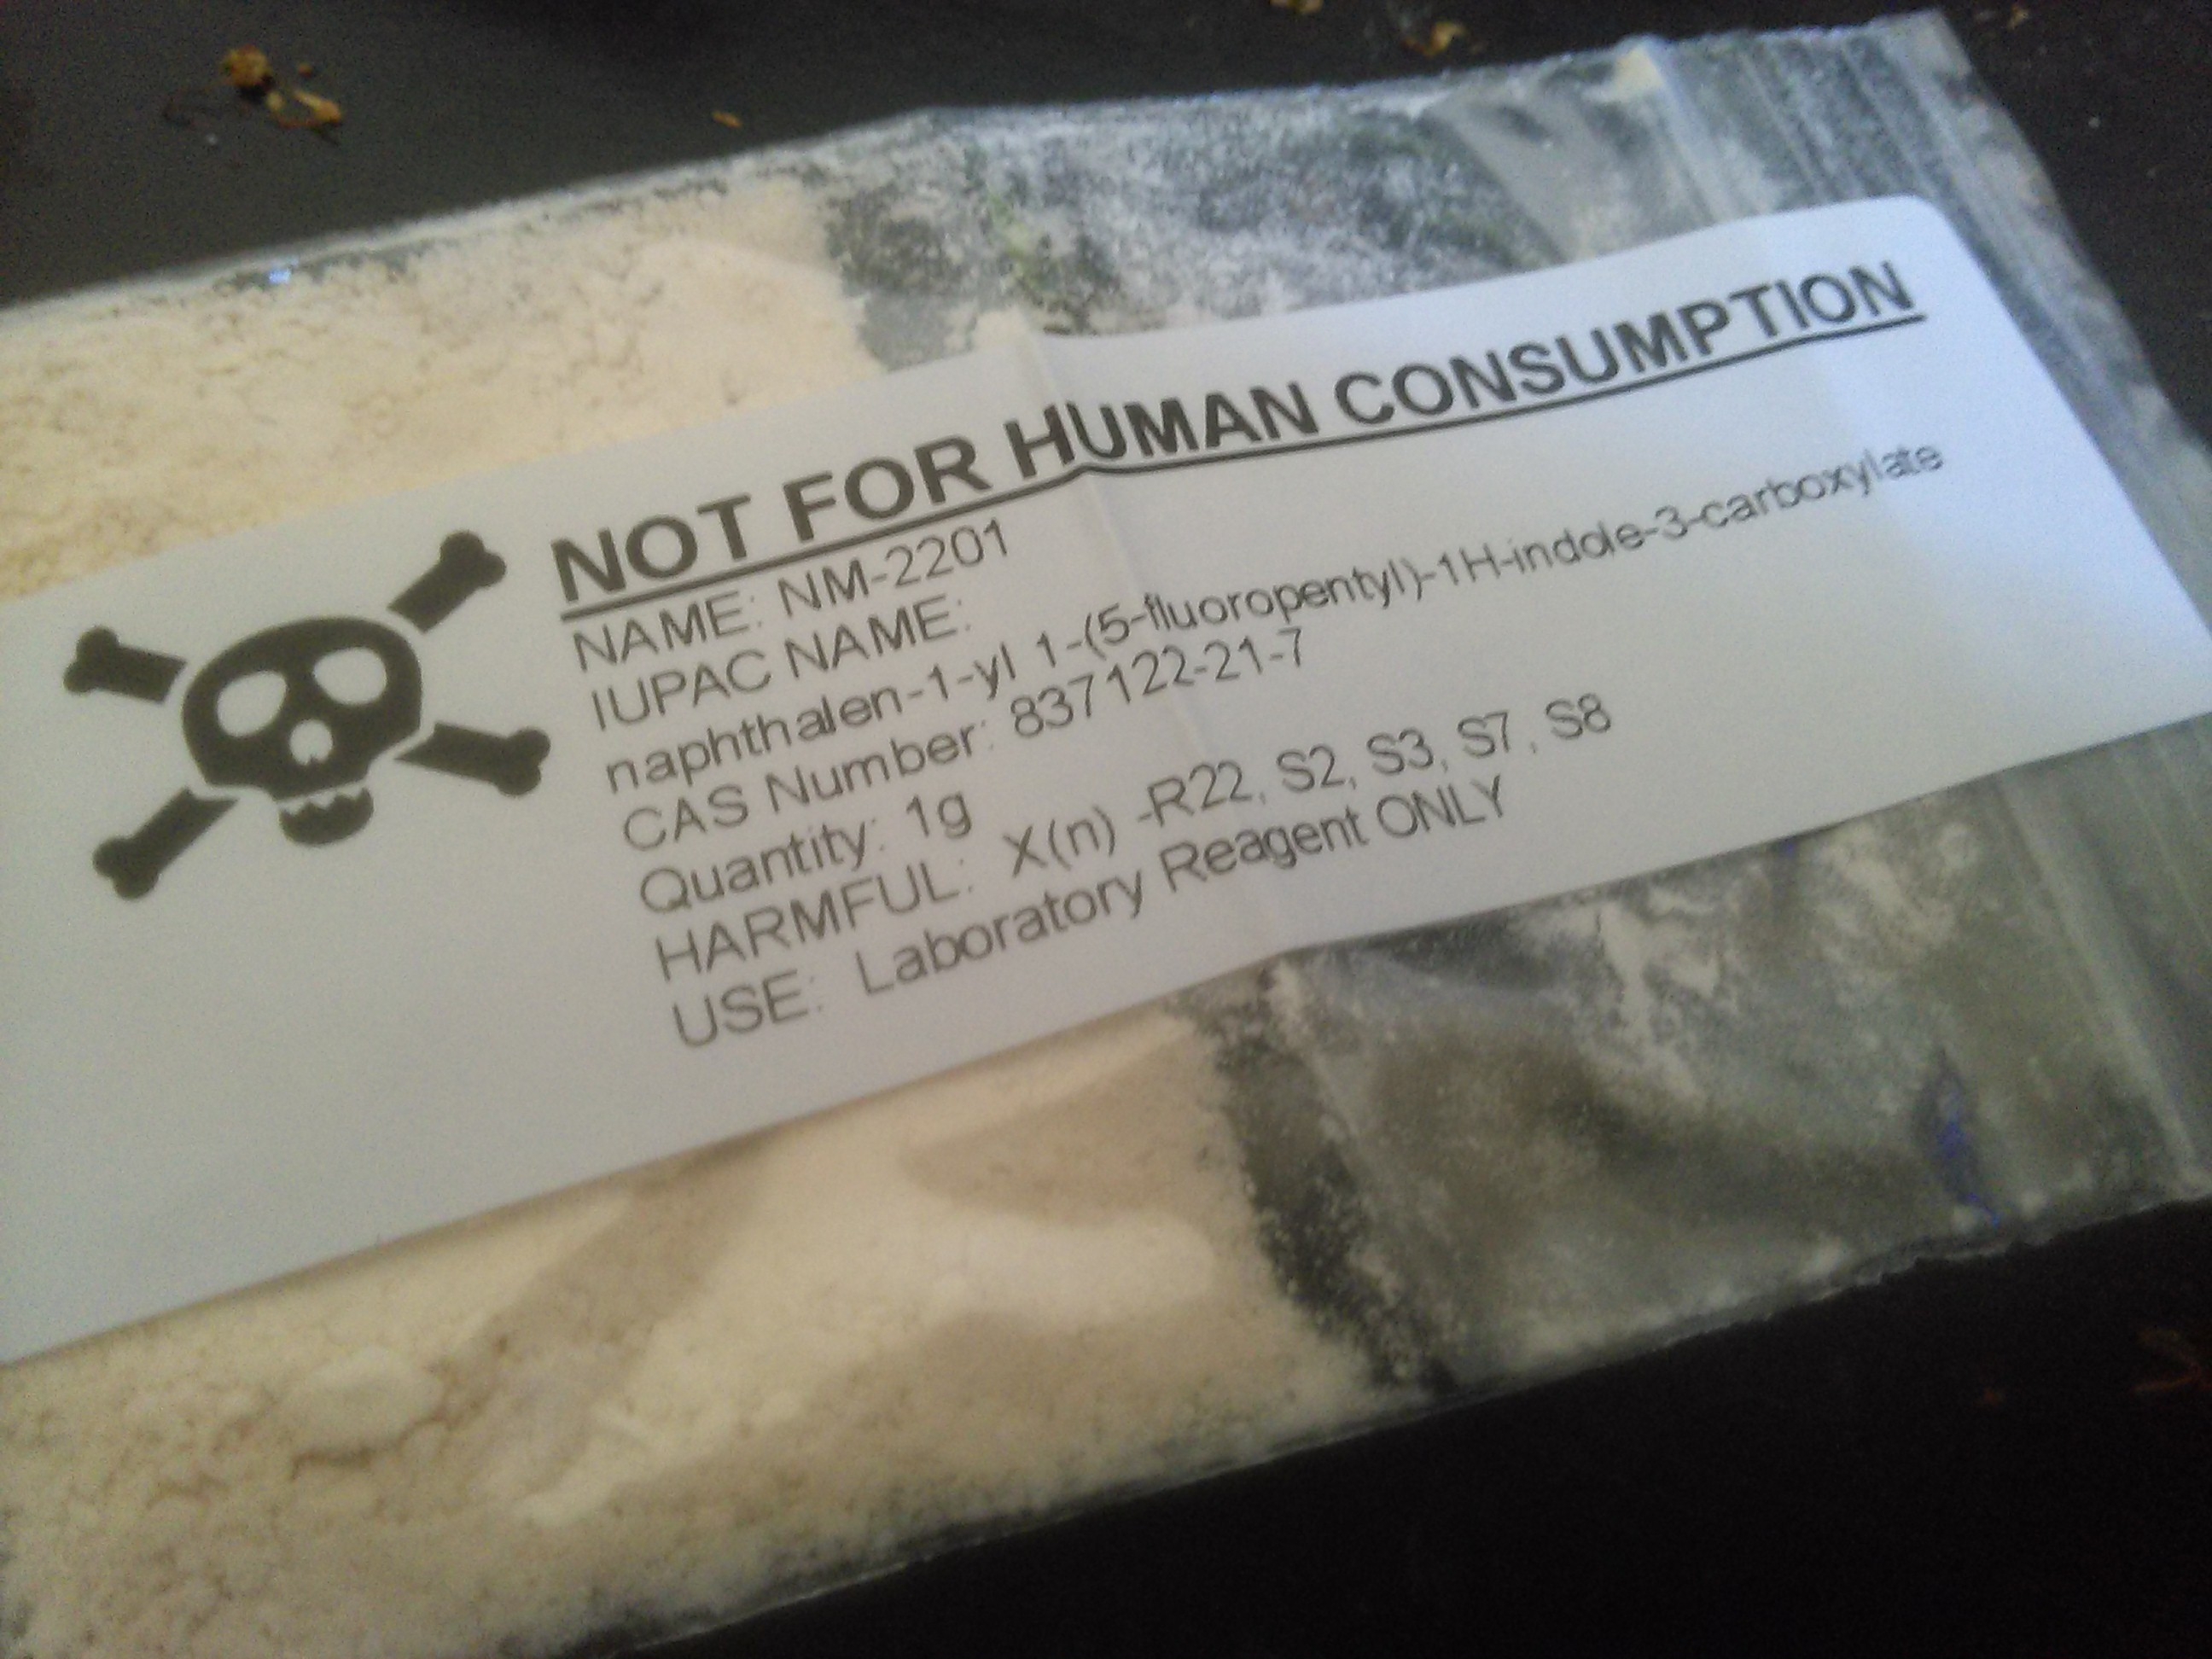 NOT FOR HUMAN CONSUMPTION
NAME: NM-2201
IUPAC NAME:
naphthalen-1-yl 1-(5-fluoropentyl)-1H-indole-3-carboxylate
CAS Number: 837122-21-7
Quantity: 1g
HARMFUL: X(n) -R22, S2, S3, S7, S8
USE: Laboratory Reagent ONLY